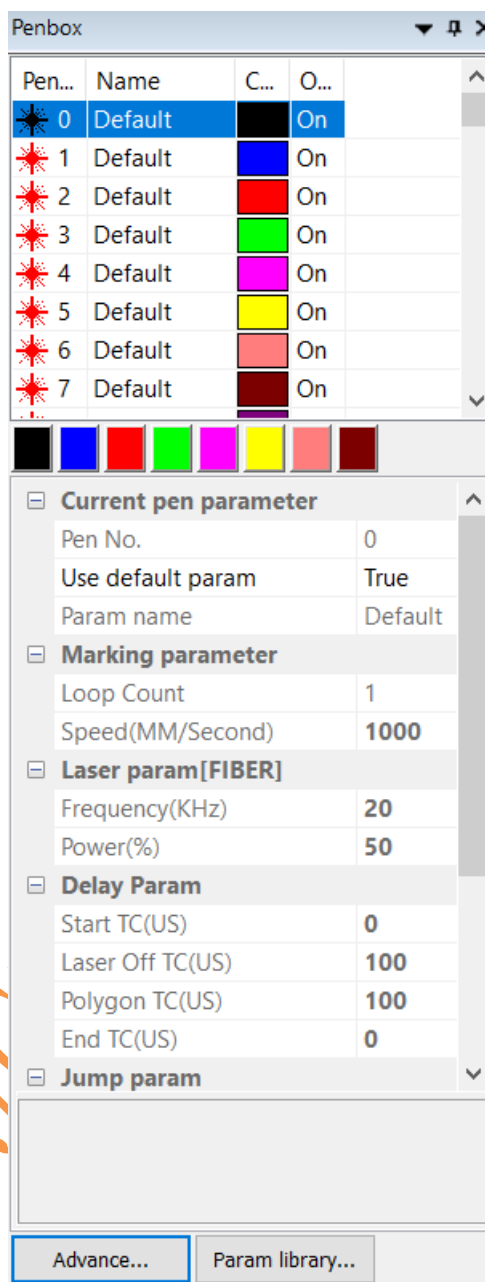 Penbox
Pen... Name C... O...
0 Default On
1 Default On
2 Default On
3 Default On
4 Default On
5 Default On
6 Default On
7 Default On
Current pen parameter
Pen No. 0
Use default param True
Param name Default
Marking parameter
Loop Count 1
Speed(MM/Second) 1000
Laser param[FIBER]
Frequency(KHz) 20
Power(%) 50
Delay Param
Start TC(US) 0
Laser Off TC(US) 100
Polygon TC(US) 100
End TC(US) 0
Jump param
Advance... Param library...